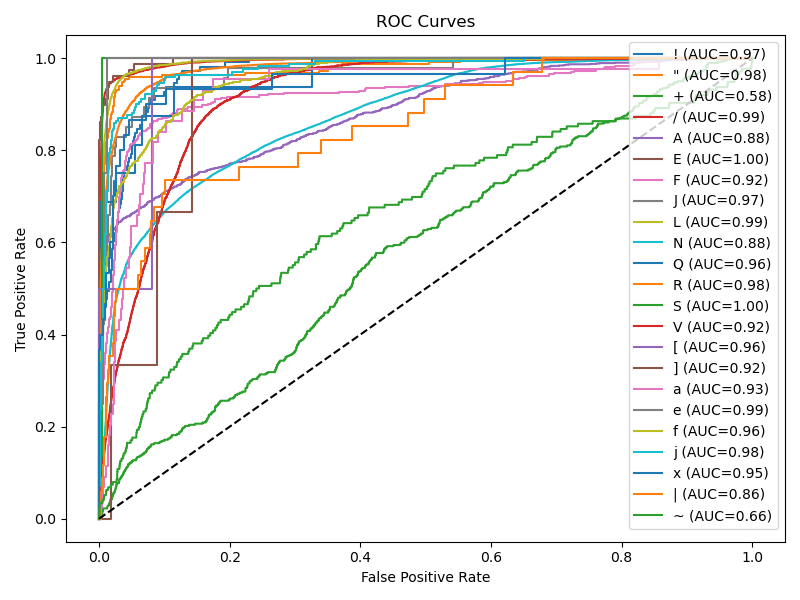 ROC Curves
True Positive Rate
1.0
0.8
0.6
0.4
0.2
0.0
! (AUC=0.97)
" (AUC=0.98)
+ (AUC=0.58)
/ (AUC=0.99)
A (AUC=0.88)
E (AUC=1.00)
F (AUC=0.92)
J (AUC=0.97)
L (AUC=0.99)
N (AUC=0.88)
Q (AUC=0.96)
R (AUC=0.98)
S (AUC=1.00)
V (AUC=0.92)
[ (AUC=0.96)
] (AUC=0.92)
a (AUC=0.93)
e (AUC=0.99)
f (AUC=0.96)
j (AUC=0.98)
x (AUC=0.95)
| (AUC=0.86)
~ (AUC=0.66)
0.0 0.2 0.4 0.6 0.8 1.0
False Positive Rate